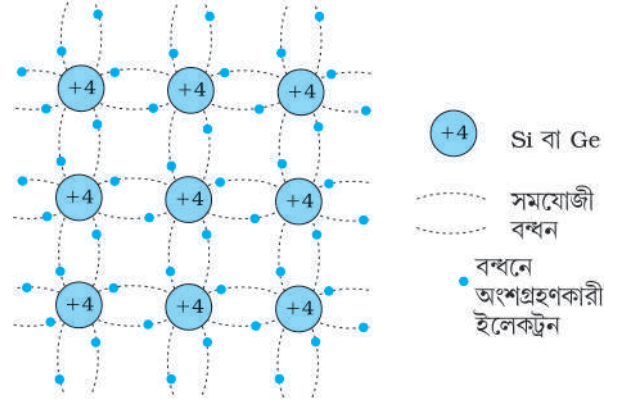 +4 +4 +4
+4 +4 +4
+4 +4 +4
+4 Si বা Ge
সমযোজী
বন্ধন
বন্ধনে
অংশগ্রহণকারী
ইলেকট্রন